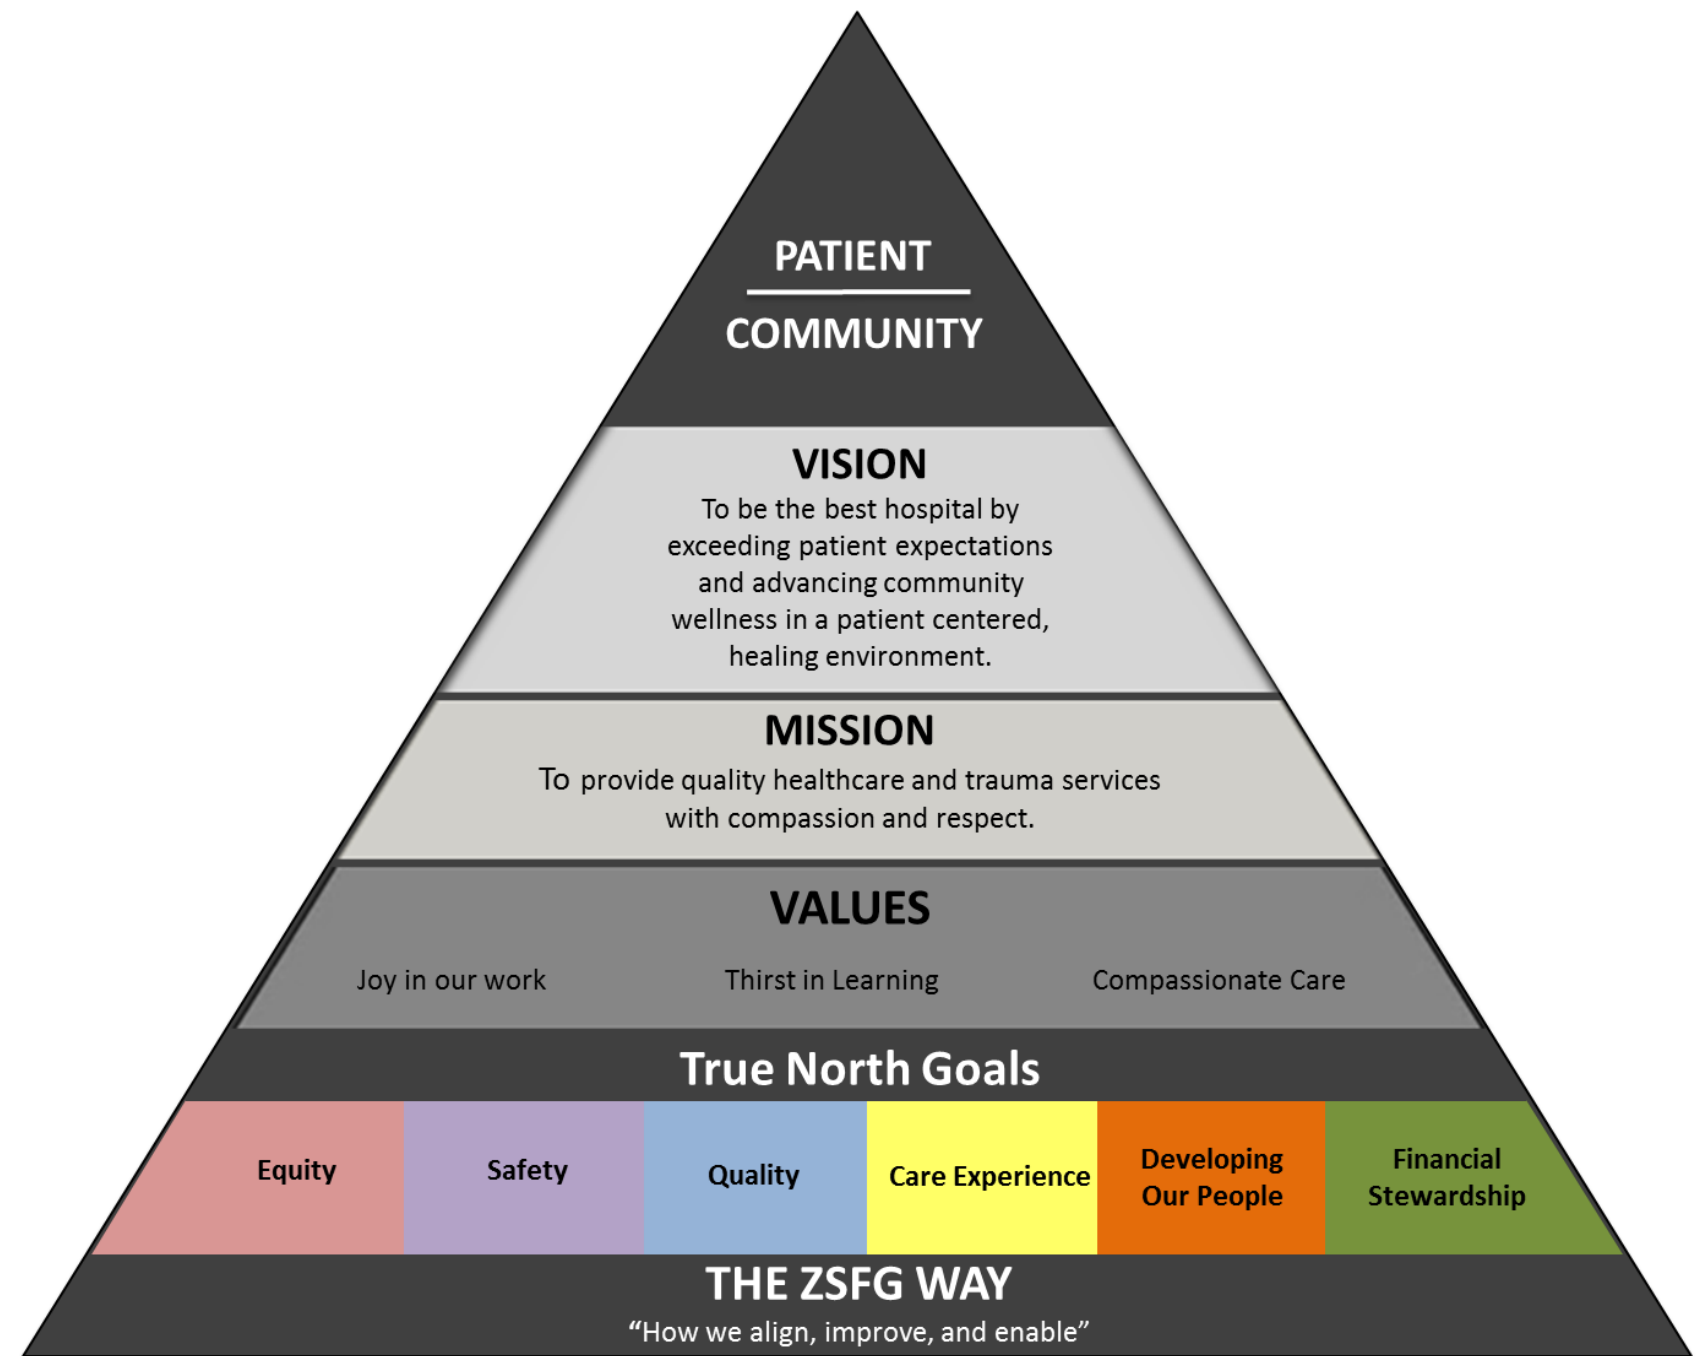 PATIENT
COMMUNITY
VISION
To be the best hospital by
exceeding patient expectations
and advancing community
wellness in a patient centered,
healing environment.
MISSION
To provide quality healthcare and trauma services
with compassion and respect.
VALUES
Joy in our work
Thirst in Learning
Compassionate Care
True North Goals
Equity
Safety
Quality
Care Experience
Developing
Our People
Financial
Stewardship
THE ZSFG WAY
“How we align, improve, and enable”